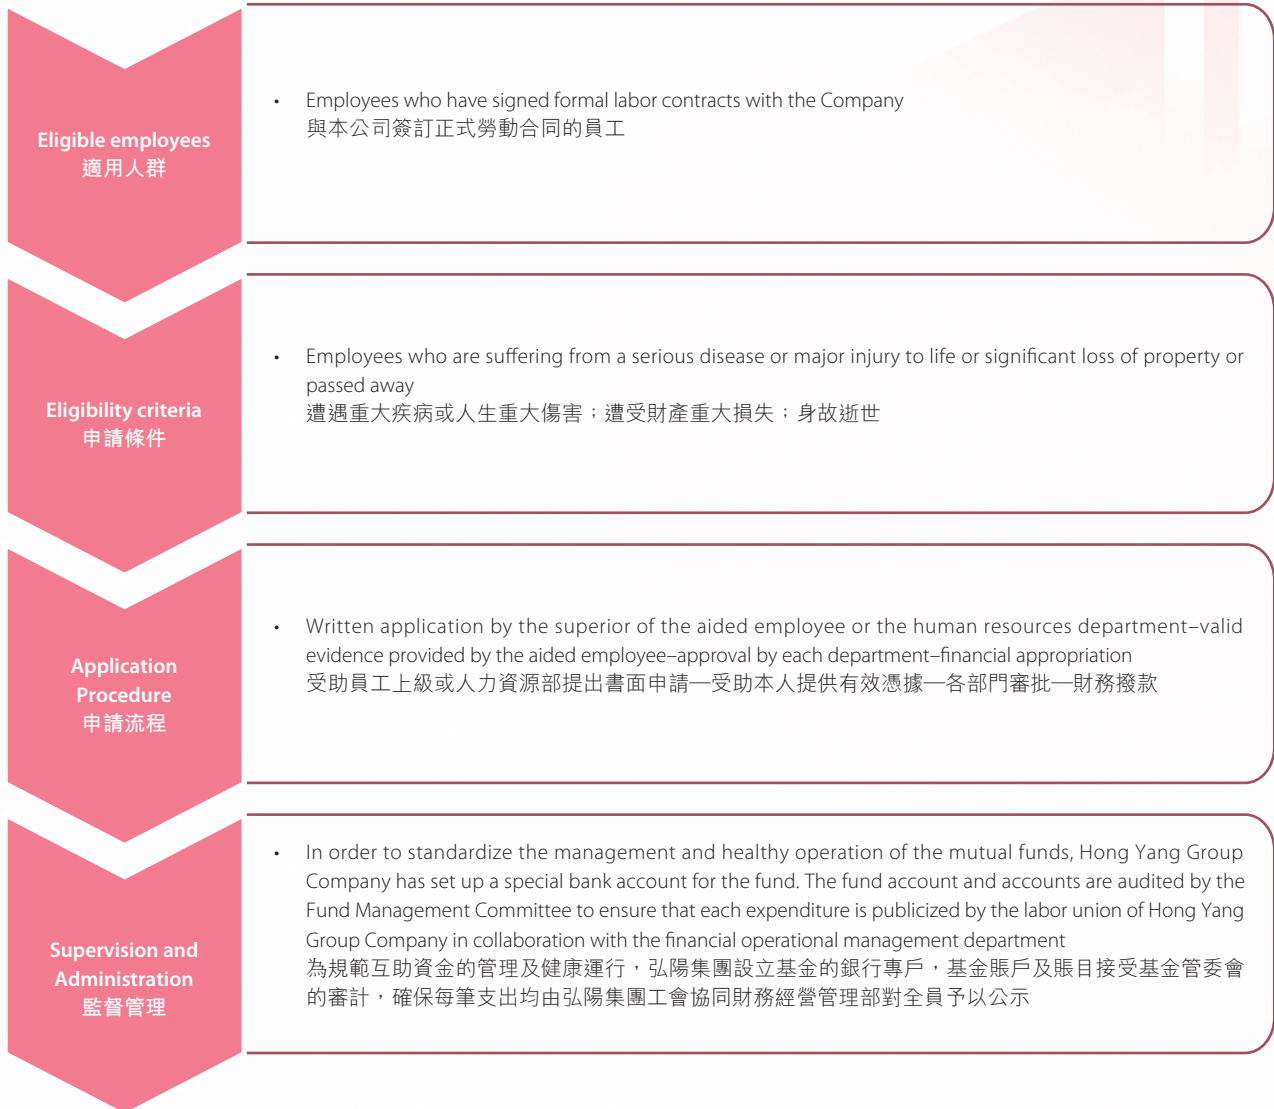 Eligible employees
適用人群
• Employees who have signed formal labor contracts with the Company
與本公司簽訂正式勞動合同的員工
Eligibility criteria
申請條件
• Employees who are suffering from a serious disease or major injury to life or significant loss of property or
passed away
遭遇重大疾病或人生重大傷害；遭受財產重大損失；身故逝世
Application
Procedure
申請流程
• Written application by the superior of the aided employee or the human resources department–valid
evidence provided by the aided employee–approval by each department–financial appropriation
受助員工上級或人力資源部提出書面申請—受助本人提供有效憑據—各部門審批—財務撥款
Supervision and
Administration
監督管理
• In order to standardize the management and healthy operation of the mutual funds, Hong Yang Group
Company has set up a special bank account for the fund. The fund account and accounts are audited by the
Fund Management Committee to ensure that each expenditure is publicized by the labor union of Hong Yang
Group Company in collaboration with the financial operational management department
為規範互助資金的管理及健康運行，弘陽集團設立基金的銀行專戶，基金賬戶及賬目接受基金管委會
的審計，確保每筆支出均由弘陽集團工會協同財務經營管理部對全員予以公示